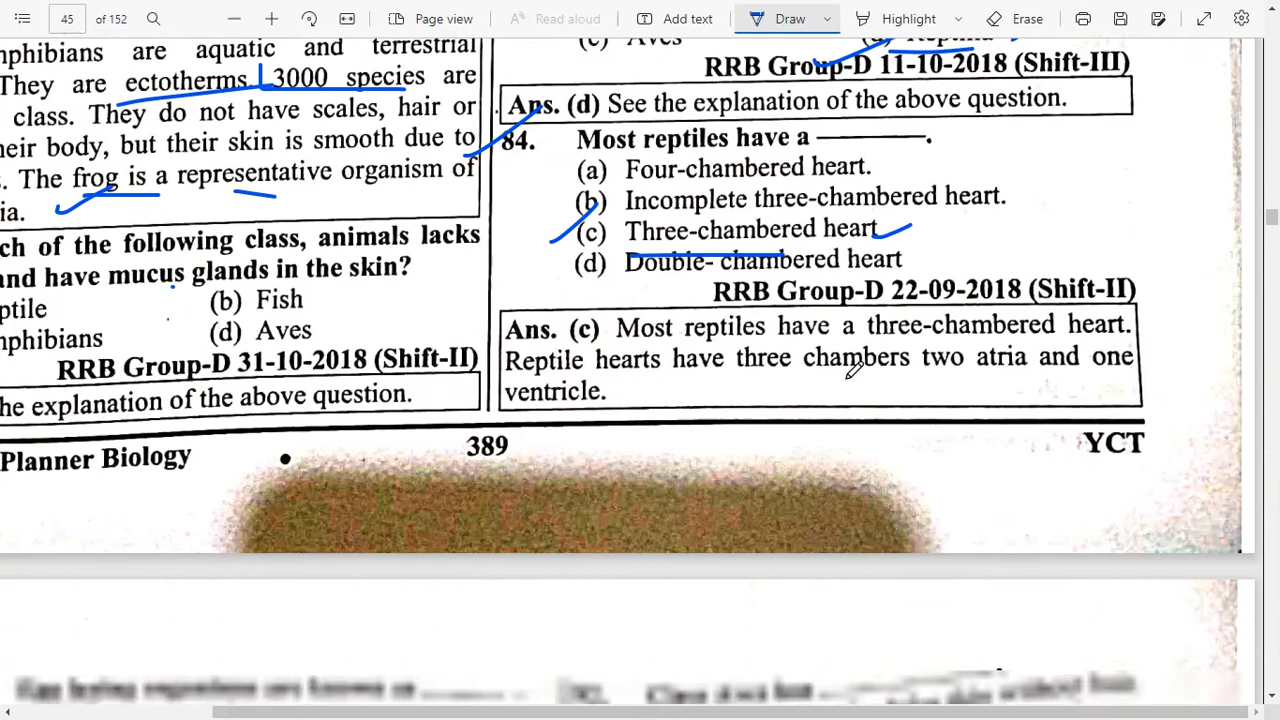 45 of 152
Page view
Read aloud
Add text
Draw
Highlight
Erase
mphibians are aquatic and terrestrial
They are ectotherms 3000 species are
class. They do not have scales, hair or
heir body, but their skin is smooth due to
s. The frog is a representative organism of
ia.
ch of the following class, animals lacks
and have mucus glands in the skin?
ptile (b) Fish
mphibians (d) Aves
RRB Group-D 31-10-2018 (Shift-II)
he explanation of the above question.
(c) Aves (d) Reptilia
RRB Group-D 11-10-2018 (Shift-III)
Ans. (d) See the explanation of the above question.
84. Most reptiles have a ————.
(a) Four-chambered heart.
(b) Incomplete three-chambered heart.
(c) Three-chambered heart
(d) Double- chambered heart
RRB Group-D 22-09-2018 (Shift-II)
Ans. (c) Most reptiles have a three-chambered heart.
Reptile hearts have three chambers two atria and one
ventricle.
Planner Biology 389 YCT